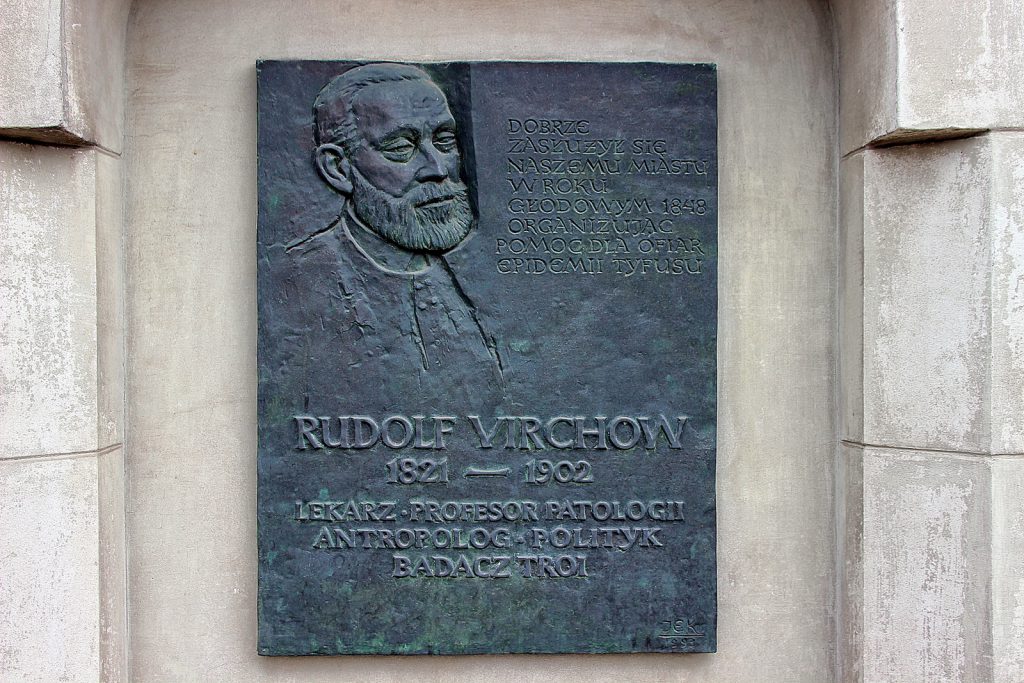 DOBRZE
ZASŁUŻYŁ SIĘ
NASZEMU MIASTU
W ROKU
GŁODOWYM 1848
ORGANIZUJĄC
POMOC DLA OFIAR
EPIDEMII TYFUSU
RUDOLF VIRCHOW
1821 — 1902
LEKARZ · PROFESOR PATOLOGII
ANTROPOLOG · POLITYK
BADACZ TROI
JEK